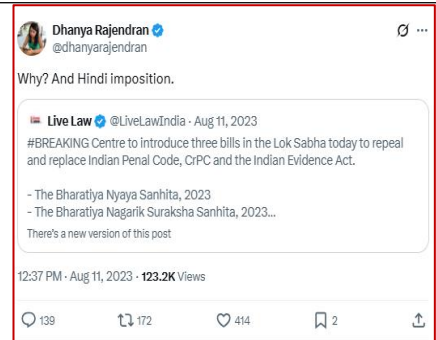 Dhanya Rajendran
@dhanyarajendran
Why? And Hindi imposition.
Live Law @LiveLawIndia · Aug 11, 2023
#BREAKING Centre to introduce three bills in the Lok Sabha today to repeal
and replace Indian Penal Code, CrPC and the Indian Evidence Act.
- The Bharatiya Nyaya Sanhita, 2023
- The Bharatiya Nagarik Suraksha Sanhita, 2023...
There's a new version of this post
12:37 PM · Aug 11, 2023 · 123.2K Views
139 172 414 2